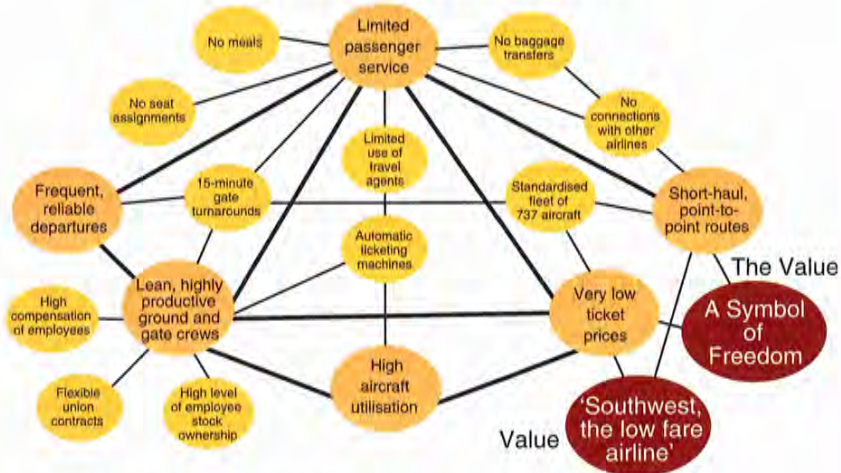 Limited
passenger
service
No meals
No baggage
transfers
No seat
assignments
No
connections
with other
airlines
Limited
use of
travel
agents
Frequent,
reliable
departures
15-minute
gate
turnarounds
Standardised
fleet of
737 aircraft
Short-haul,
point-to-
point routes
Automatic
ticketing
machines
The Value
High
compensation
of employees
Lean, highly
productive
ground and
gate crews
Very low
ticket
prices
A Symbol
of
Freedom
High
aircraft
utilisation
Flexible
union
contracts
High level
of employee
stock
ownership
Value
‘Southwest,
the low fare
airline’